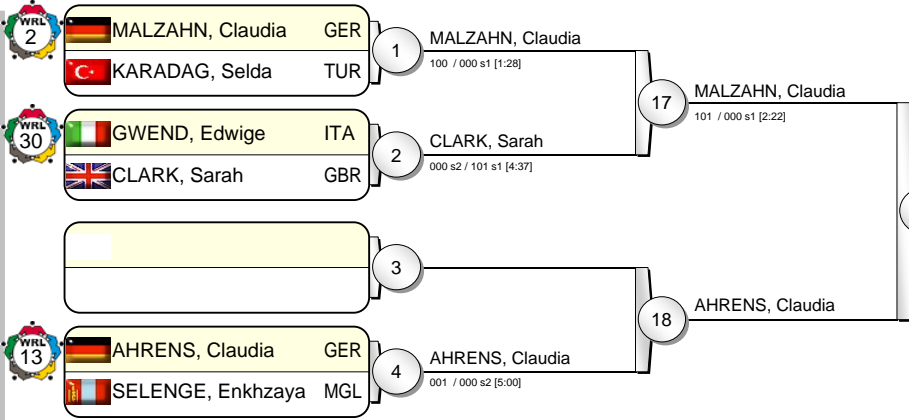 WRL
2
MALZAHN, Claudia GER
KARADAG, Selda TUR
1
MALZAHN, Claudia
100 / 000 s1 [1:28]
WRL
30
GWEND, Edwige ITA
CLARK, Sarah GBR
2
CLARK, Sarah
000 s2 / 101 s1 [4:37]
17
MALZAHN, Claudia
101 / 000 s1 [2:22]
3
WRL
13
AHRENS, Claudia GER
SELENGE, Enkhzaya MGL
4
AHRENS, Claudia
001 / 000 s2 [5:00]
18
AHRENS, Claudia